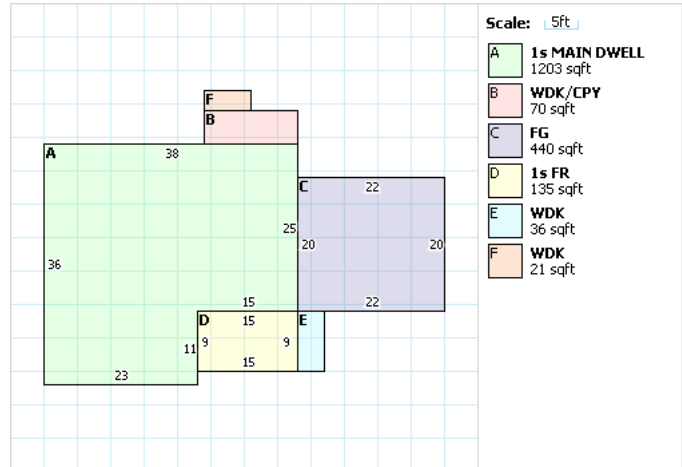 Scale: 5ft
A 1s MAIN DWELL
1203 sqft
B WDK/CPY
70 sqft
C FG
440 sqft
D 1s FR
135 sqft
E WDK
36 sqft
F WDK
21 sqft
F
B
A 38
C 22
25
20 20
36
15 22
D 15 E
11 9 9
15
23